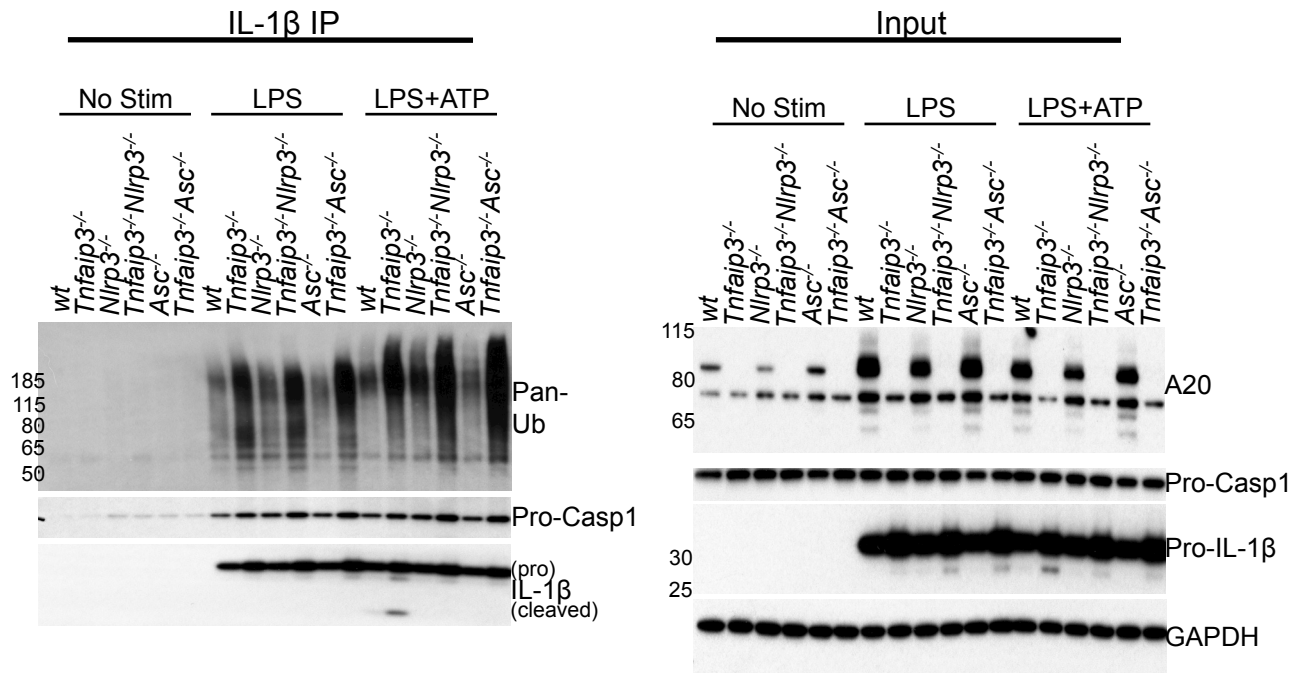 IL-1β IP
No Stim LPS LPS+ATP
wt Tnfaip3-/- Nlrp3-/- Tnfaip3-/-Nlrp3-/- Asc-/- Tnfaip3-/-Asc-/- wt Tnfaip3-/- Nlrp3-/- Tnfaip3-/-Nlrp3-/- Asc-/- Tnfaip3-/-Asc-/- wt Tnfaip3-/- Nlrp3-/- Tnfaip3-/-Nlrp3-/- Asc-/- Tnfaip3-/-Asc-/-
185
115
80
65
50
Pan-
Ub
Pro-Casp1
(pro)
IL-1β
(cleaved)
Input
No Stim LPS LPS+ATP
wt Tnfaip3-/- Nlrp3-/- Tnfaip3-/-Nlrp3-/- Asc-/- Tnfaip3-/-Asc-/- wt Tnfaip3-/- Nlrp3-/- Tnfaip3-/-Nlrp3-/- Asc-/- Tnfaip3-/-Asc-/- wt Tnfaip3-/- Nlrp3-/- Tnfaip3-/-Nlrp3-/- Asc-/- Tnfaip3-/-Asc-/-
115
80
65
A20
Pro-Casp1
30
25
Pro-IL-1β
GAPDH